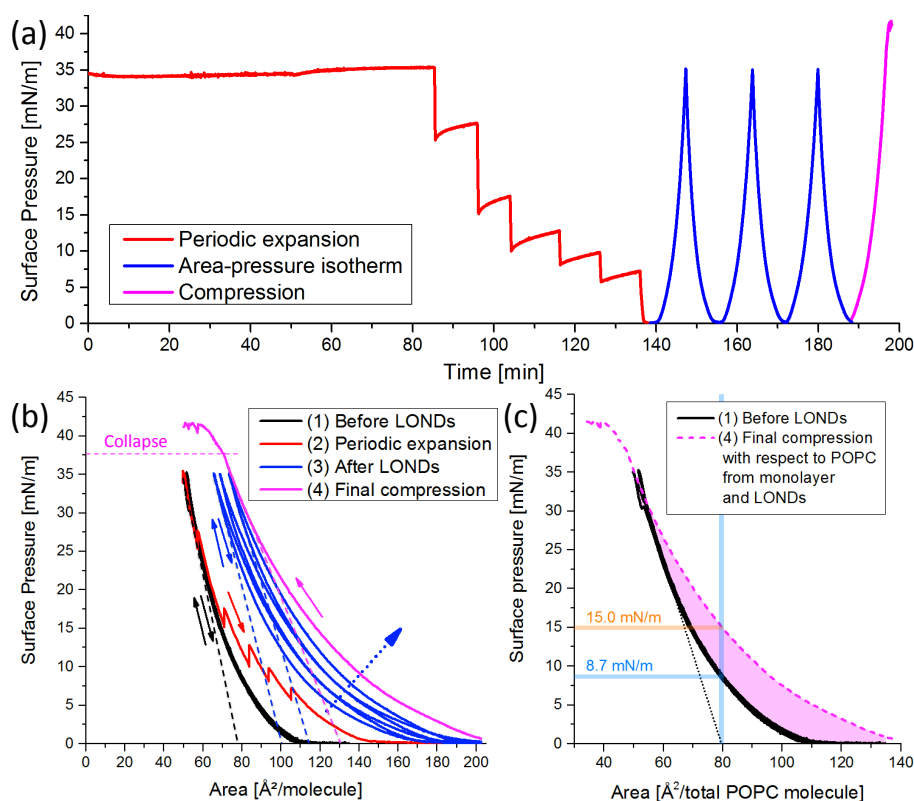 (a)
Surface Pressure [mN/m]
40
35
30
25
20
15
10
5
0
Periodic expansion
Area-pressure isotherm
Compression
0 20 40 60 80 100 120 140 160 180 200
Time [min]
(b)
Surface Pressure [mN/m]
45
40
35
30
25
20
15
10
5
0
Collapse
(1) Before LONDs
(2) Periodic expansion
(3) After LONDs
(4) Final compression
0 20 40 60 80 100 120 140 160 180 200
Area [Å²/molecule]
(c)
Surface pressure [mN/m]
45
40
35
30
25
20
15
10
5
0
(1) Before LONDs
(4) Final compression
with respect to POPC
from monolayer
and LONDs
15.0 mN/m
8.7 mN/m
40 60 80 100 120 140
Area [Å²/total POPC molecule]